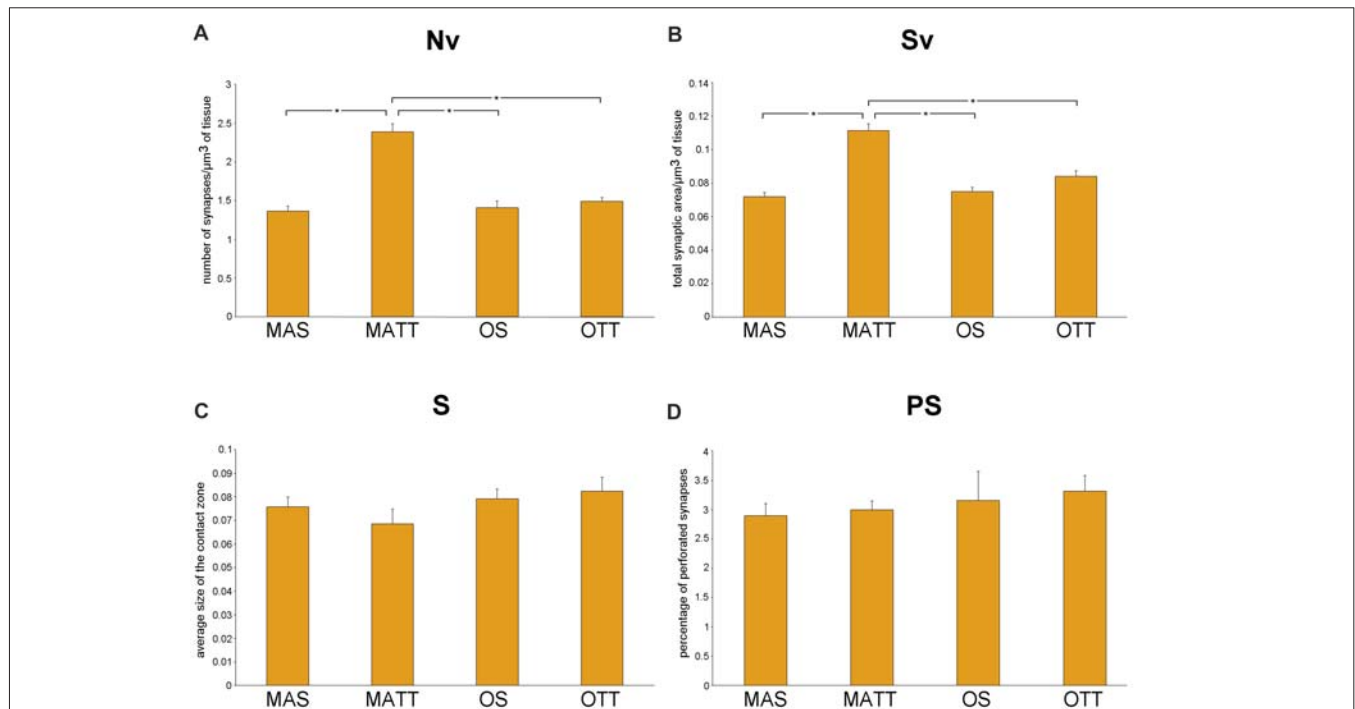 A
Nv
number of synapses/µm³ of tissue
3
2.5
2
1.5
1
0.5
0
*
*
*
MAS MATT OS OTT
B
Sv
total synaptic area/µm³ of tissue
0.14
0.12
0.1
0.08
0.06
0.04
0.02
0
*
*
*
MAS MATT OS OTT
C
S
average size of the contact zone
0.1
0.09
0.08
0.07
0.06
0.05
0.04
0.03
0.02
0.01
0
MAS MATT OS OTT
D
PS
percentage of perforated synapses
4
3.5
3
2.5
2
1.5
1
0.5
0
MAS MATT OS OTT